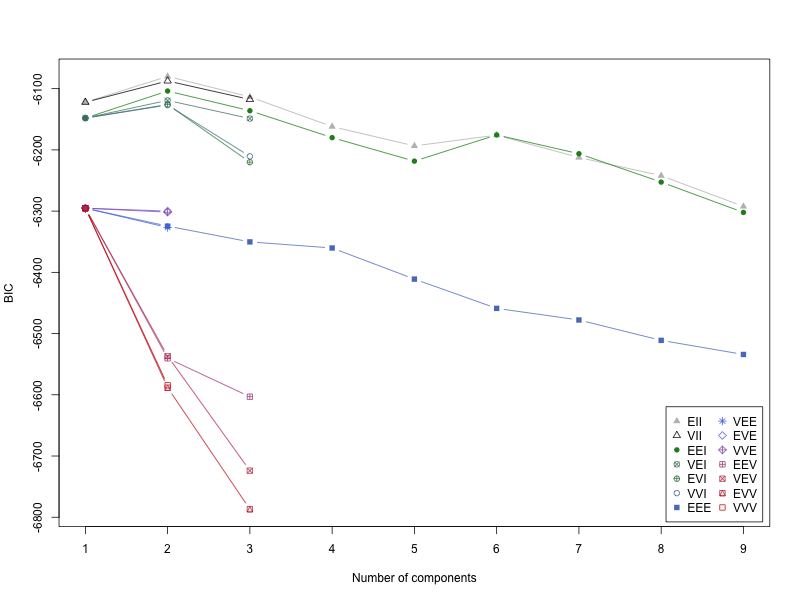 -6100
-6200
-6300
-6400
-6500
-6600
-6700
-6800
BIC
1 2 3 4 5 6 7 8 9
Number of components
EII VEE
VII EVE
EEI VVE
VEI EEV
EVI VEV
VVI EVV
EEE VVV